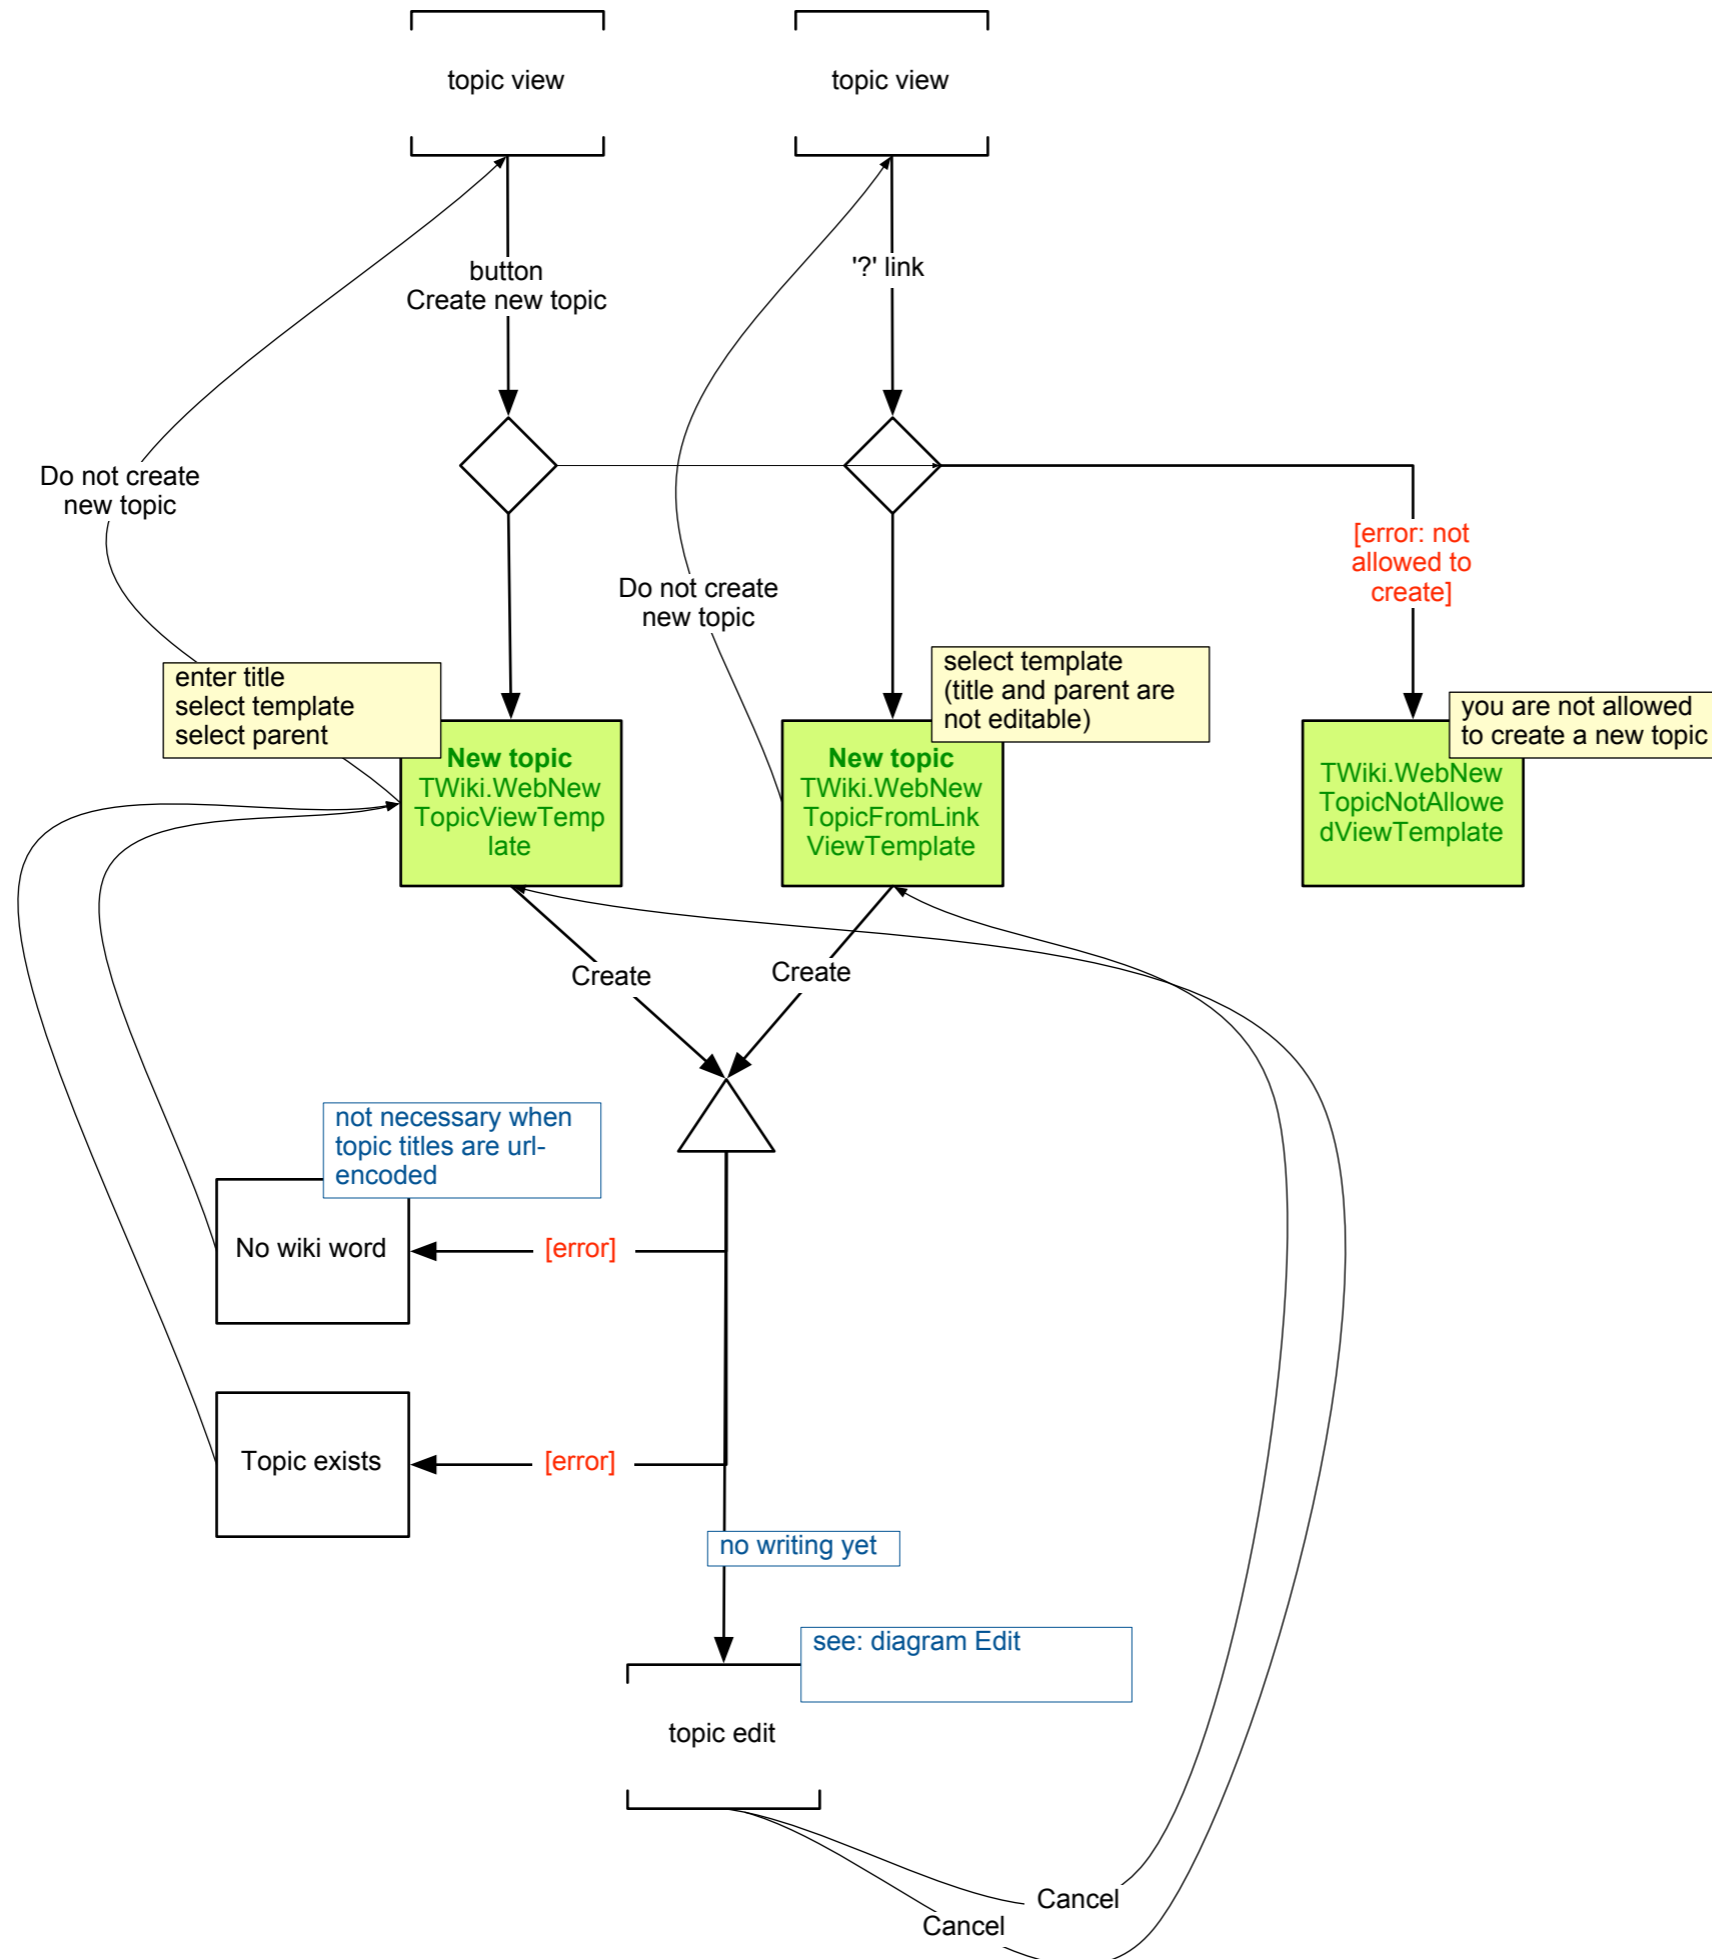 topic view
topic view
button
Create new topic
'?' link
Do not create
new topic
[error: not
allowed to
create]
Do not create
new topic
enter title
select template
select parent
select template
(title and parent are
not editable)
you are not allowed
to create a new topic
New topic
TWiki.WebNew
TopicViewTemp
late
New topic
TWiki.WebNew
TopicFromLink
ViewTemplate
TWiki.WebNew
TopicNotAllowe
dViewTemplate
Create
Create
not necessary when
topic titles are url-
encoded
No wiki word
[error]
Topic exists
[error]
no writing yet
see: diagram Edit
topic edit
Cancel
Cancel